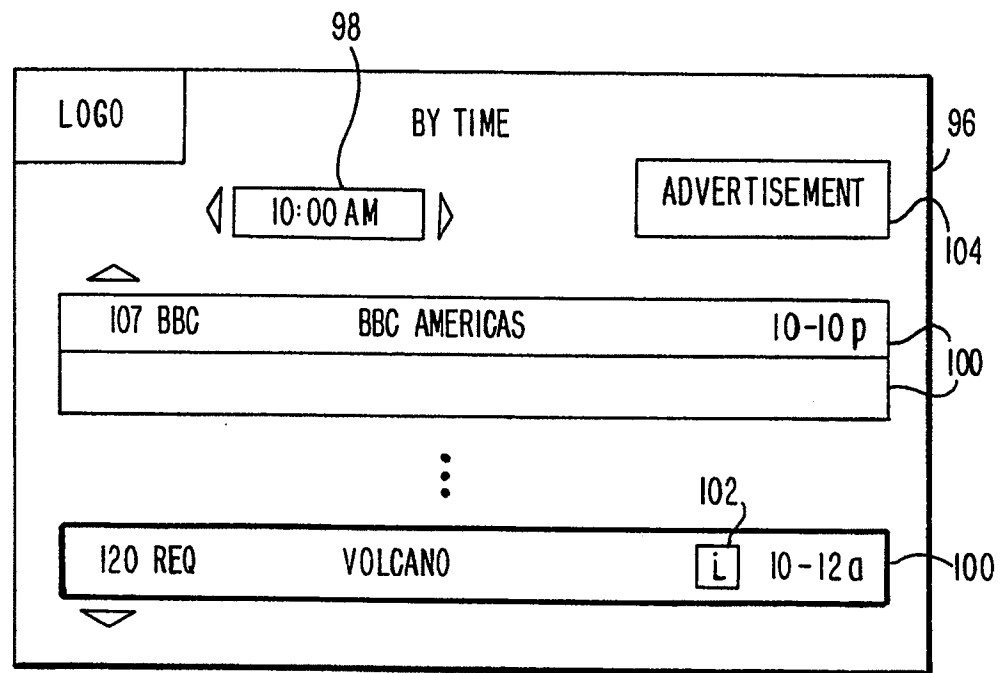 98
LOGO
BY TIME
96
10:00 AM
ADVERTISEMENT
104
107 BBC BBC AMERICAS 10-10 p
100
102
120 REQ VOLCANO i 10-12 a
100